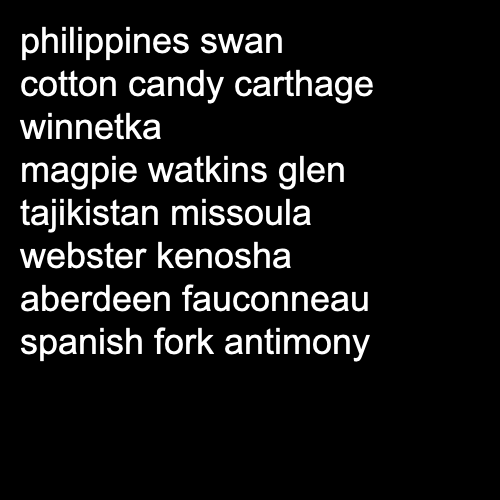 philippines swan
cotton candy carthage
winnetka
magpie watkins glen
tajikistan missoula
webster kenosha
aberdeen fauconneau
spanish fork antimony